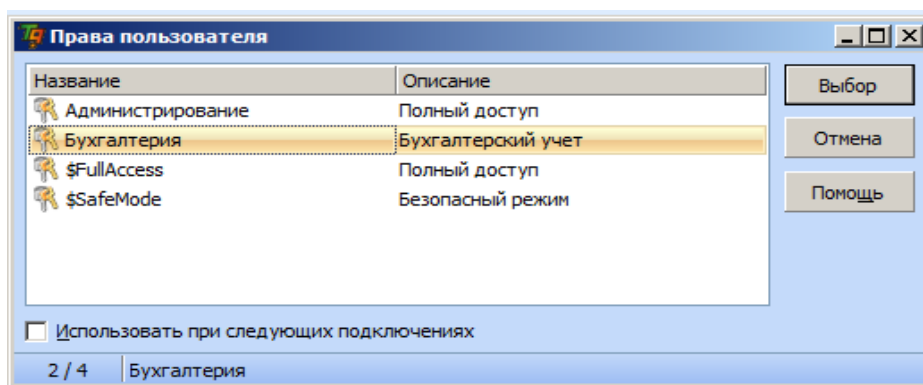 Права пользователя
Название Описание
Администрирование Полный доступ
Бухгалтерия Бухгалтерский учет
$FullAccess Полный доступ
$SafeMode Безопасный режим
Выбор
Отмена
Помощь
Использовать при следующих подключениях
2 / 4 Бухгалтерия